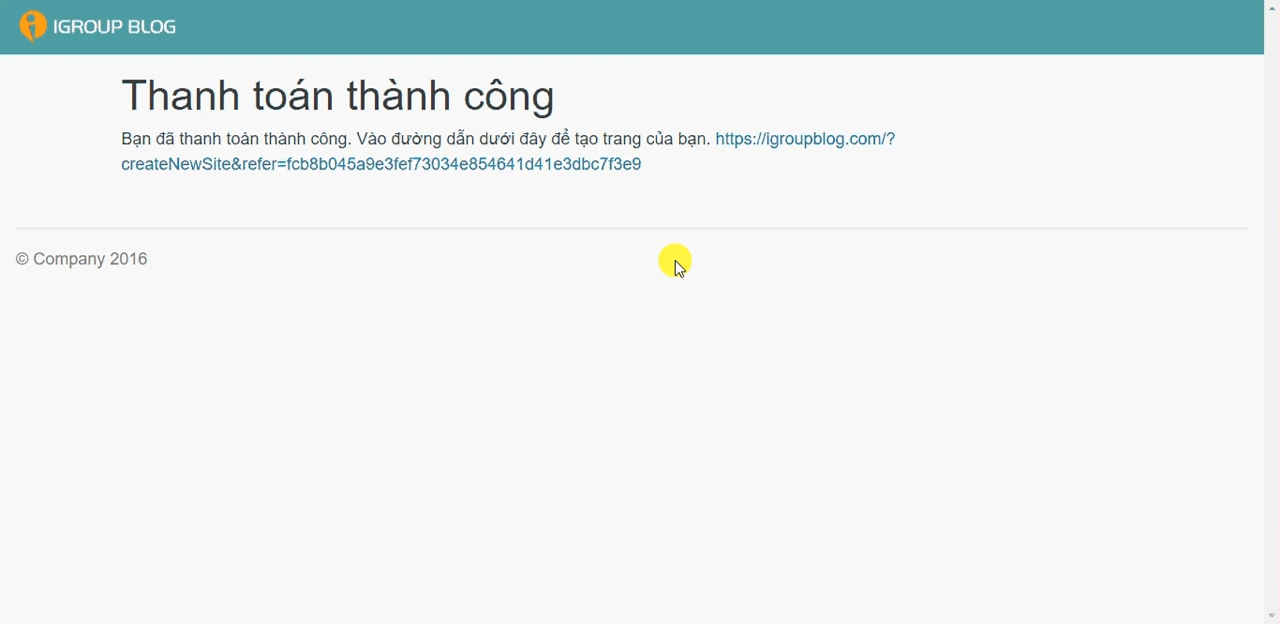 IGROUP BLOG
Thanh toán thành công
Bạn đã thanh toán thành công. Vào đường dẫn dưới đây để tạo trang của bạn. https://igroupblog.com/?
createNewSite&refer=fcb8b045a9e3fef73034e854641d41e3dbc7f3e9
© Company 2016